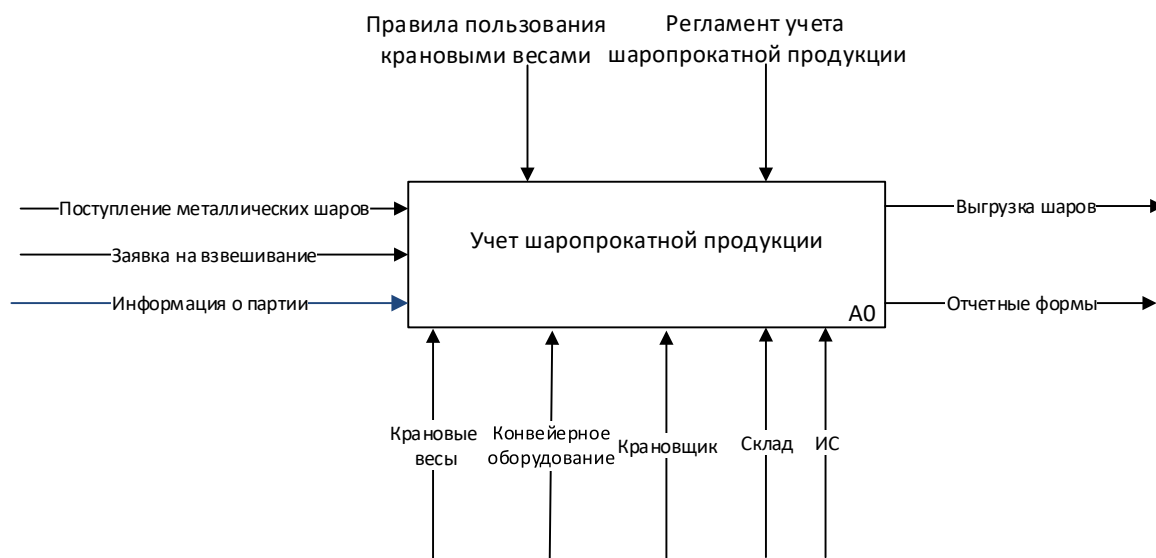 Правила пользования
крановыми весами
Регламент учета
шаропрокатной продукции
Поступление металлических шаров
Заявка на взвешивание
Информация о партии
Учет шаропрокатной продукции
А0
Выгрузка шаров
Отчетные формы
Крановые
весы
Конвейерное
оборудование
Крановщик
Склад
ИС